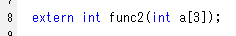 8 extern int func2(int a[3]);